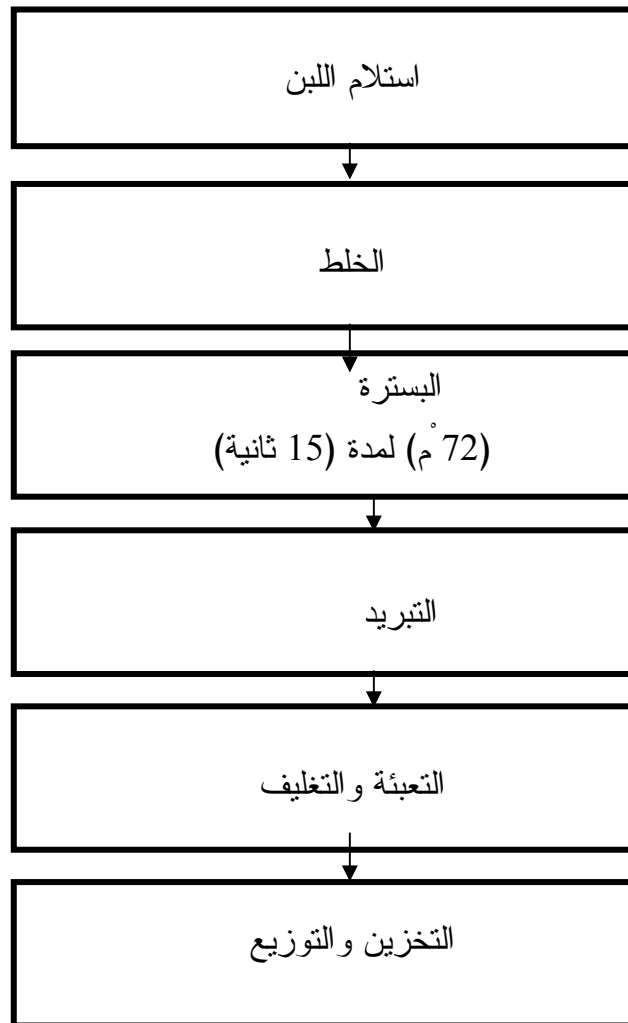 استلام اللبن
الخلط
البسترة
(72 ْم) لمدة (15 ثانية)
التبريد
التعبئة والتغليف
التخزين والتوزيع